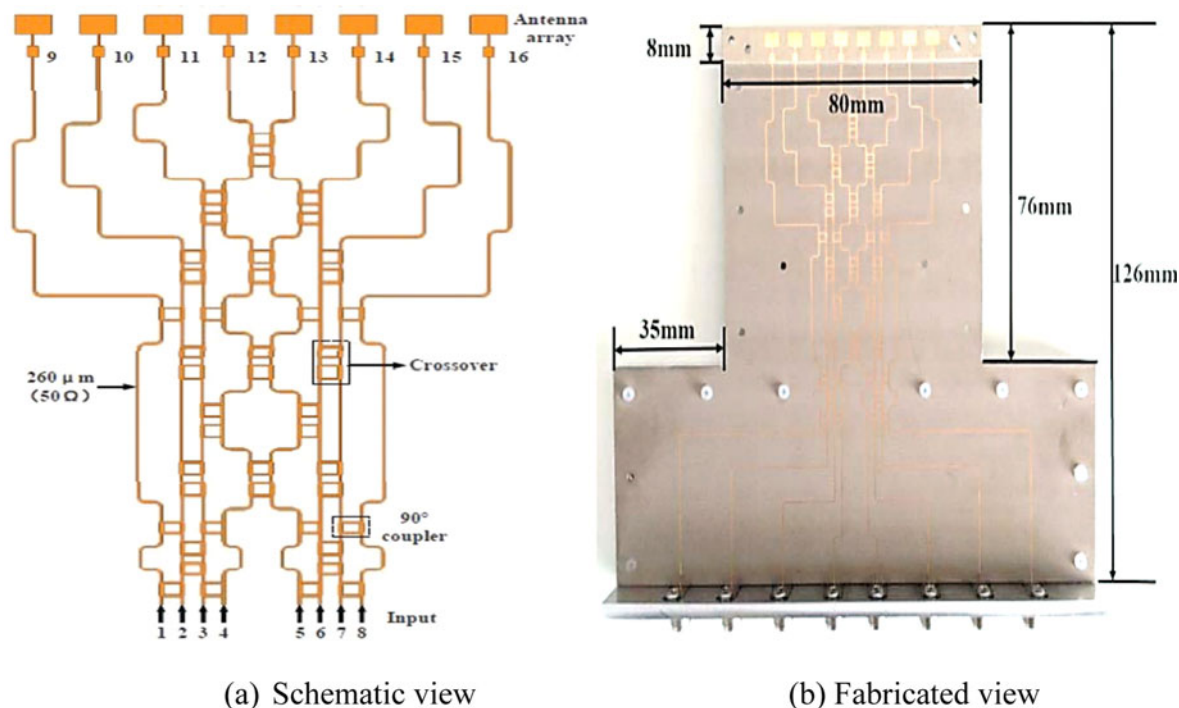 Antenna
array
9 10 11 12 13 14 15 16
260 μm
(50Ω)
Crossover
90°
coupler
Input
1 2 3 4 5 6 7 8
(a) Schematic view
8mm
80mm
76mm
126mm
35mm
(b) Fabricated view